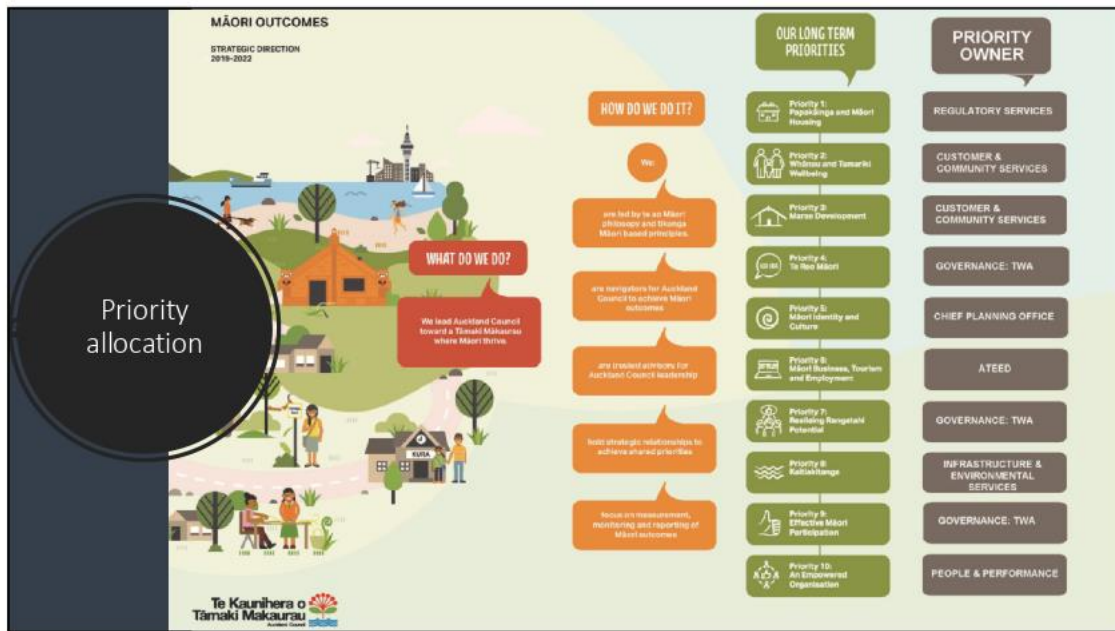 Priority
allocation
MĀORI OUTCOMES
STRATEGIC DIRECTION
2019-2022
WHAT DO WE DO?
We lead Auckland Council
toward a Tāmaki Makaurau
where Māori thrive.
HOW DO WE DO IT?
We:
are led by te ao Māori
philosopy and tikanga
Māori based principles.
are navigators for Auckland
Council to achieve Māori
outcomes
are trusted advisors for
Auckland Council leadership
hold strategic relationships to
achieve shared priorities
focus on measurement,
monitoring and reporting of
Māori outcomes
OUR LONG TERM
PRIORITIES
Priority 1:
Papakāinga and Māori
Housing
Priority 2:
Whānau and Tamariki
Wellbeing
Priority 3:
Marae Development
Priority 4:
Te Reo Māori
Priority 5:
Māori Identity and
Culture
Priority 6:
Māori Business, Tourism
and Employment
Priority 7:
Realising Rangatahi
Potential
Priority 8:
Kaitiakitanga
Priority 9:
Effective Māori
Participation
Priority 10:
An Empowered
Organisation
PRIORITY
OWNER
REGULATORY SERVICES
CUSTOMER &
COMMUNITY SERVICES
CUSTOMER &
COMMUNITY SERVICES
GOVERNANCE: TWA
CHIEF PLANNING OFFICE
ATEED
GOVERNANCE: TWA
INFRASTRUCTURE &
ENVIRONMENTAL
SERVICES
GOVERNANCE: TWA
PEOPLE & PERFORMANCE
KURA
Te Kaunihera o
Tāmaki Makaurau
Auckland Council